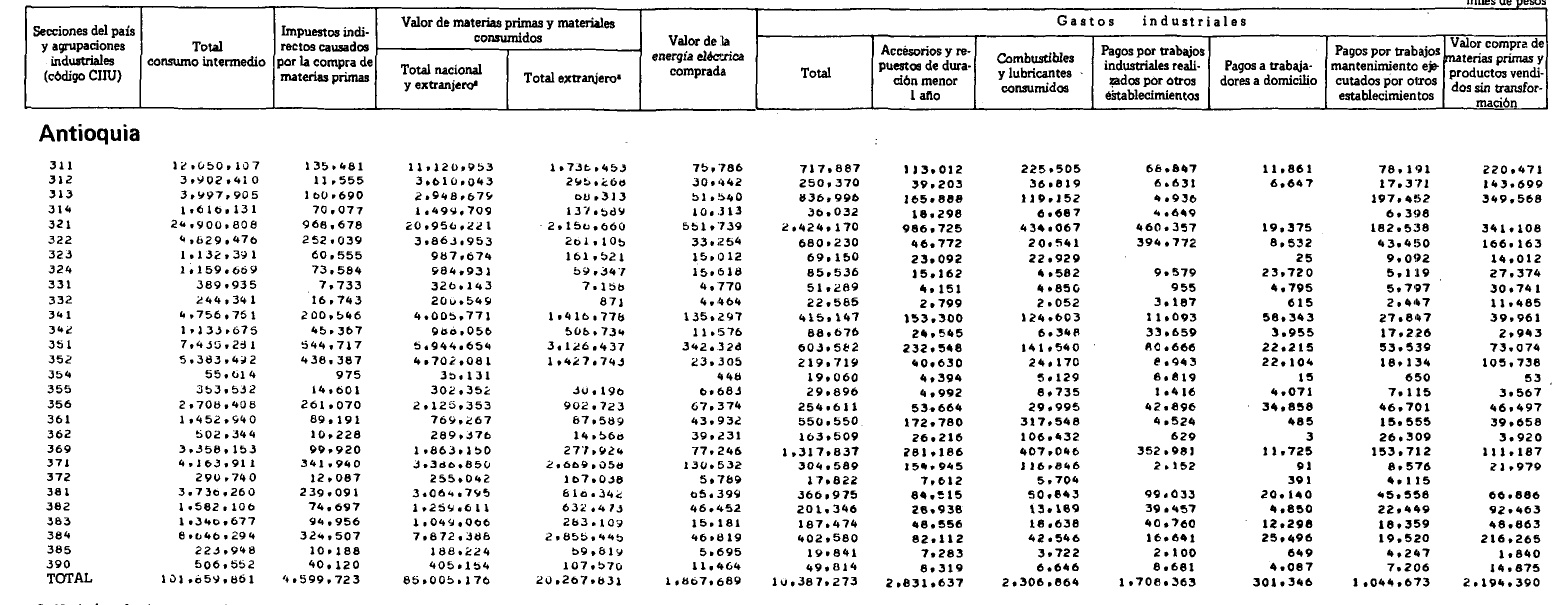 miles de pesos
Secciones del país y agrupaciones industriales (código CIIU)
Total consumo intermedio
Impuestos indirectos causados por la compra de materias primas
Valor de materias primas y materiales consumidos
Total nacional y extranjeroª
Total extranjeroª
Valor de la energía eléctrica comprada
Gastos industriales
Total
Accesorios y repuestos de duración menor 1 año
Combustibles y lubricantes consumidos
Pagos por trabajos industriales realizados por otros establecimientos
Pagos a trabajadores a domicilio
Pagos por trabajos mantenimiento ejecutados por otros establecimientos
Valor compra de materias primas y productos vendidos sin transformación
Antioquia
311 12,050,107 135,481 11,120,953 1,736,453 75,786 717,887 113,012 225,505 68,847 11,861 78,191 220,471
312 3,902,410 11,555 3,610,043 295,268 30,442 250,370 39,203 36,819 6,631 6,647 17,371 143,699
313 3,997,905 160,690 2,948,679 68,313 51,540 836,996 165,888 119,152 4,936 197,452 349,568
314 1,616,131 70,077 1,499,709 137,589 10,313 36,032 18,298 6,687 4,649 6,398
321 24,900,808 968,678 20,956,221 2,156,660 551,739 2,424,170 986,725 434,067 460,357 19,375 182,538 341,108
322 4,829,476 252,039 3,863,953 261,105 33,254 680,230 46,772 20,541 394,772 8,532 43,450 166,163
323 1,132,391 60,555 987,674 161,521 15,012 69,150 23,092 22,929 25 9,092 14,012
324 1,159,669 73,584 984,931 59,347 15,618 85,536 15,162 4,582 9,579 23,720 5,119 27,374
331 389,935 7,733 326,143 7,158 4,770 51,289 4,151 4,850 955 4,795 5,797 30,741
332 244,341 16,743 200,549 871 4,464 22,585 2,799 2,052 3,187 615 2,447 11,485
341 4,756,761 200,546 4,005,771 1,416,778 135,297 415,147 153,300 124,603 11,093 58,343 27,847 39,961
342 1,133,675 45,367 988,056 506,734 11,576 88,676 24,545 6,348 33,659 3,955 17,226 2,943
351 7,435,281 544,717 5,944,654 3,126,437 342,328 603,582 232,548 141,540 80,666 22,215 53,539 73,074
352 5,383,492 438,387 4,702,081 1,427,743 23,305 219,719 40,630 24,170 8,943 22,104 18,134 105,738
354 55,614 975 35,131 448 19,060 4,394 5,129 8,819 15 650 53
355 353,532 14,601 302,352 30,196 6,683 29,896 4,992 8,735 1,416 4,071 7,115 3,567
356 2,708,408 261,070 2,125,353 902,723 67,374 254,611 53,664 29,995 42,896 34,858 46,701 46,497
361 1,452,940 89,191 769,267 87,589 43,932 550,550 172,780 317,548 4,524 485 15,555 39,658
362 502,344 10,228 289,376 14,568 39,231 163,509 26,216 106,432 629 3 26,309 3,920
369 3,358,153 99,920 1,863,150 277,924 77,246 1,317,837 281,186 407,046 352,981 11,725 153,712 111,187
371 4,163,911 341,940 3,386,850 2,669,058 130,532 304,589 154,945 116,846 2,152 91 8,576 21,979
372 290,740 12,087 255,042 167,038 5,789 17,822 7,612 5,704 391 4,115
381 3,736,260 239,091 3,064,795 616,342 65,399 366,975 84,515 50,843 99,033 20,140 45,558 66,886
382 1,582,106 74,697 1,259,611 632,473 46,452 201,346 28,938 13,189 39,457 4,850 22,449 92,463
383 1,346,677 94,956 1,049,066 263,109 15,181 187,474 48,556 18,638 40,760 12,298 18,359 48,863
384 8,646,294 324,507 7,872,388 2,855,445 46,819 402,580 82,112 42,546 16,641 25,496 19,520 216,265
385 223,948 10,188 188,224 59,819 5,695 19,841 7,283 3,722 2,100 649 4,247 1,840
390 506,552 40,120 405,154 107,570 11,464 49,814 8,319 6,646 8,681 4,087 7,206 14,875
TOTAL 101,859,861 4,599,723 85,005,176 20,267,831 1,867,689 10,387,273 2,831,637 2,306,864 1,708,363 301,346 1,044,673 2,194,390